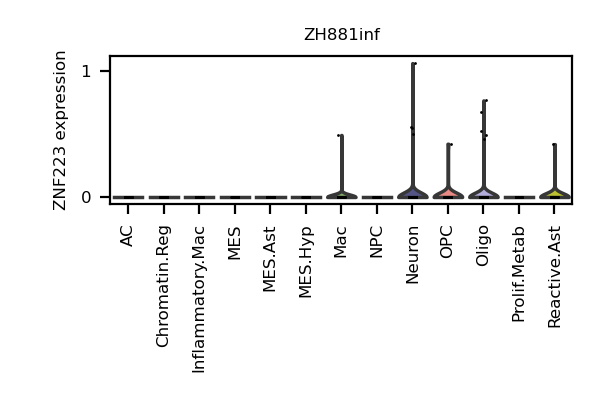 ZH881inf
ZNF223 expression
1
0
AC
Chromatin.Reg
Inflammatory.Mac
MES
MES.Ast
MES.Hyp
Mac
NPC
Neuron
OPC
Oligo
Prolif.Metab
Reactive.Ast